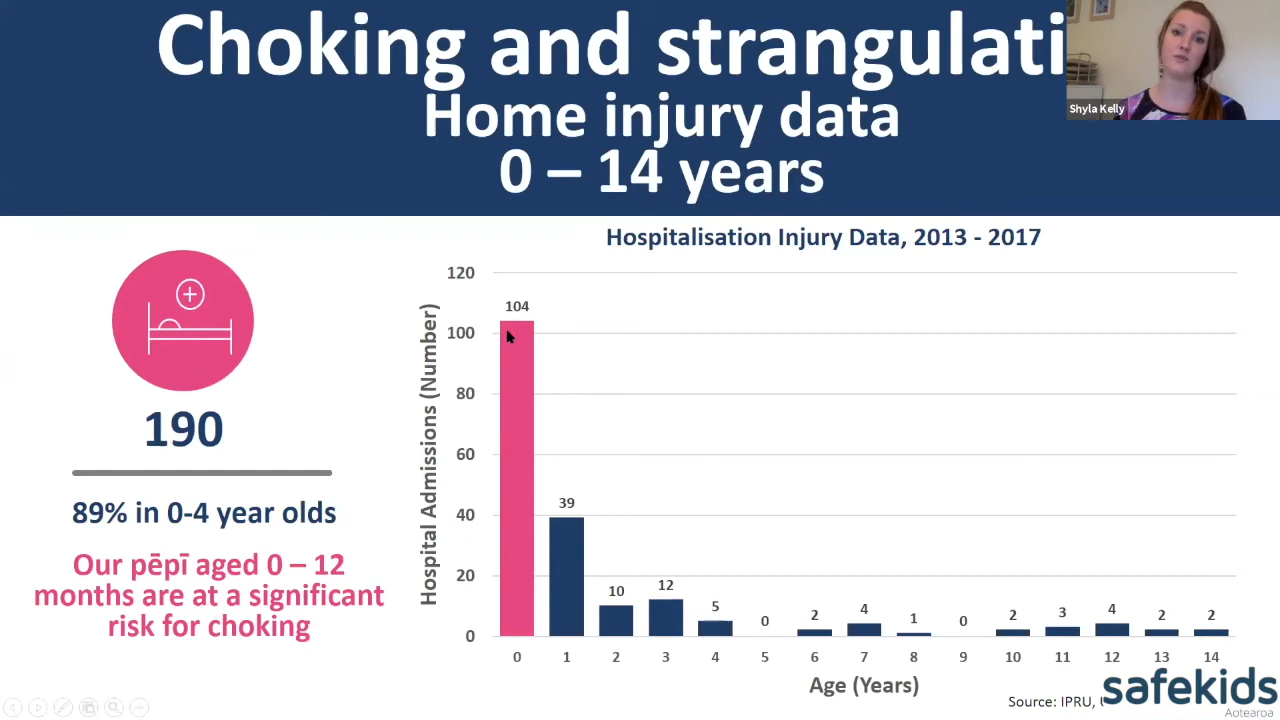 Choking and strangulati
Home injury data
0 – 14 years
Shyla Kelly
190
89% in 0-4 year olds
Our pēpī aged 0 – 12
months are at a significant
risk for choking
Hospitalisation Injury Data, 2013 - 2017
Hospital Admissions (Number)
120
100
80
60
40
20
0
104
39
10
12
5
0
2
4
1
0
2
3
4
2
2
0 1 2 3 4 5 6 7 8 9 10 11 12 13 14
Age (Years)
Source: IPRU,
safekids
Aotearoa